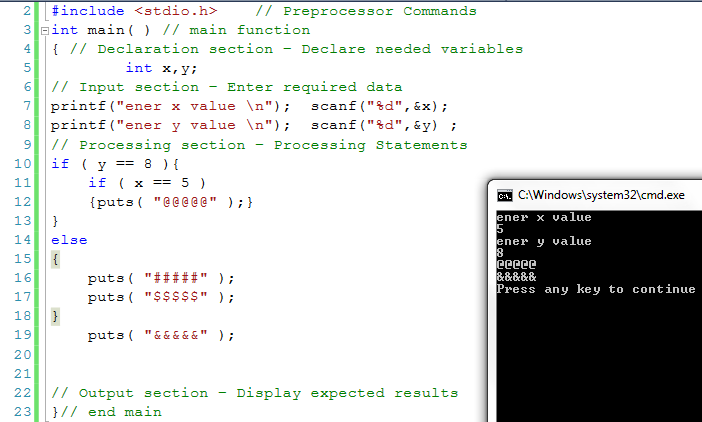 2 #include <stdio.h> // Preprocessor Commands
3 int main( ) // main function
4 { // Declaration section – Declare needed variables
5 int x,y;
6 // Input section – Enter required data
7 printf("ener x value \n"); scanf("%d",&x);
8 printf("ener y value \n"); scanf("%d",&y) ;
9 // Processing section – Processing Statements
10 if ( y == 8 ){
11 if ( x == 5 )
12 {puts( "@@@@@" );}
13 }
14 else
15 {
16 puts( "#####" );
17 puts( "$$$$$" );
18 }
19 puts( "&&&&&" );
20
21
22 // Output section – Display expected results
23 }// end main
C:\Windows\system32\cmd.exe
ener x value
5
ener y value
8
@@@@@
&&&&&
Press any key to continue